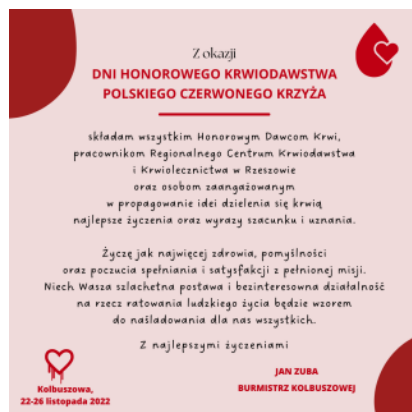 Z okazji
DNI HONOROWEGO KRWIODAWSTWA
POLSKIEGO CZERWONEGO KRZYŻA
składam wszystkim Honorowym Dawcom Krwi,
pracownikom Regionalnego Centrum Krwiodawstwa
i Krwiolecznictwa w Rzeszowie
oraz osobom zaangażowanym
w propagowanie idei dzielenia się krwią
najlepsze życzenia oraz wyrazy szacunku i uznania.
Życzę jak najwięcej zdrowia, pomyślności
oraz poczucia spełniania i satysfakcji z pełnionej misji.
Niech Wasza szlachetna postawa i bezinteresowna działalność
na rzecz ratowania ludzkiego życia będzie wzorem
do naśladowania dla nas wszystkich.
Z najlepszymi życzeniami
JAN ZUBA
BURMISTRZ KOLBUSZOWEJ
Kolbuszowa,
22-26 listopada 2022